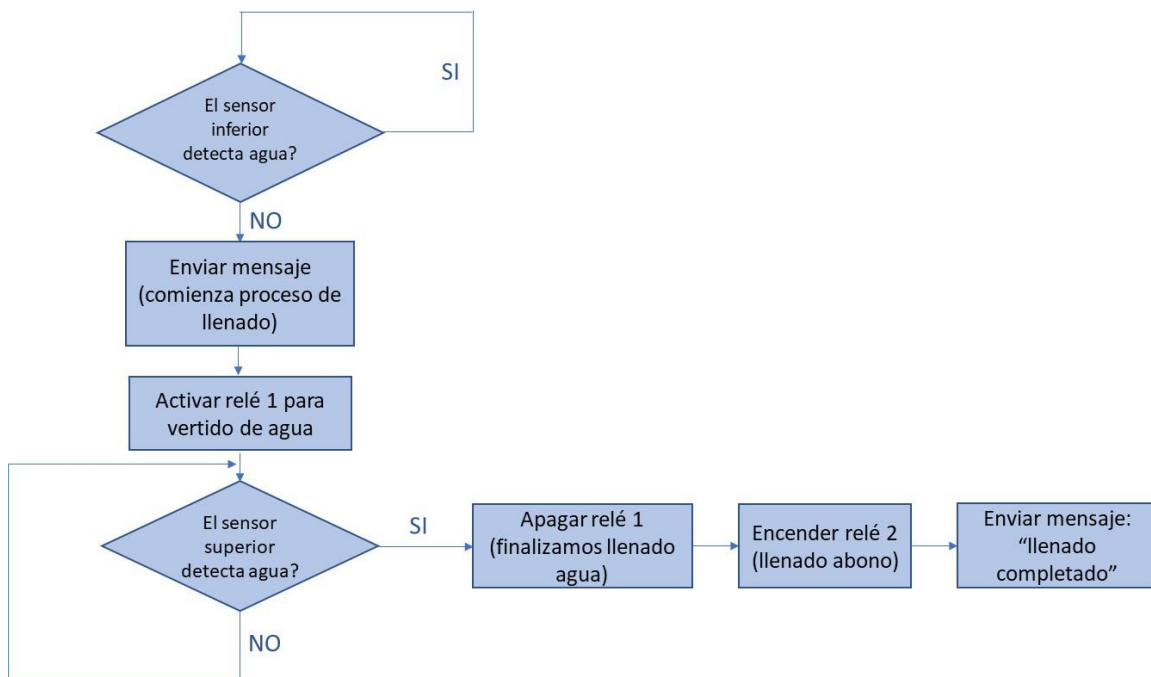 SI
El sensor
inferior
detecta agua?
NO
Enviar mensaje
(comienza proceso de
llenado)
Activar relé 1 para
vertido de agua
El sensor
superior
detecta agua?
SI
Apagar relé 1
(finalizamos llenado
agua)
Encender relé 2
(llenado abono)
Enviar mensaje:
“llenado
completado”
NO